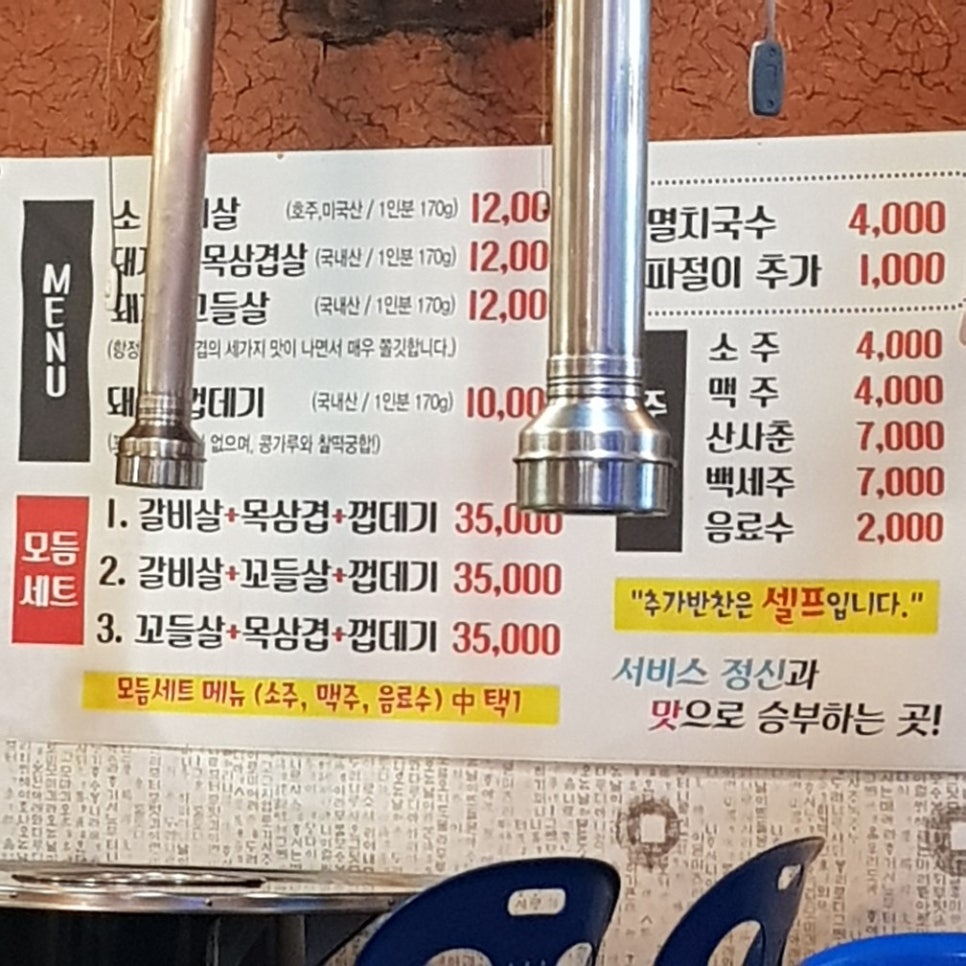 MENU
소 살 (호주,미국산 / 1인분 170g) 12,00
목삼겹살 (국내산 / 1인분 170g) 12,00
꼬들살 (국내산 / 1인분 170g) 12,00
세가지 맛이 나면서 매우 쫄깃합니다.)
껍데기 (국내산 / 1인분 170g) 10,00
없으며, 콩가루와 찰떡궁합!)
모듬
세트
1. 갈비살+목삼겹+껍데기 35,000
2. 갈비살+꼬들살+껍데기 35,000
3. 꼬들살+목삼겹+껍데기 35,000
모듬세트 메뉴 (소주, 맥주, 음료수) 中 택1
멸치국수 4,000
파절이 추가 1,000
주
소 주 4,000
맥 주 4,000
산사춘 7,000
백세주 7,000
음료수 2,000
"추가반찬은 셀프입니다."
서비스 정신과
맛으로 승부하는 곳!